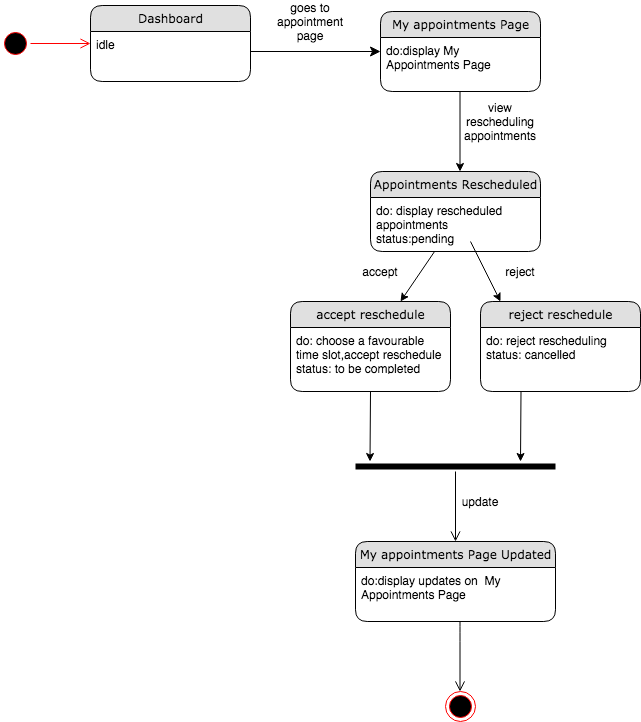 Dashboard
idle
goes to
appointment
page
My appointments Page
do:display My
Appointments Page
view
rescheduling
appointments
Appointments Rescheduled
do: display rescheduled
appointments
status:pending
accept
reject
accept reschedule
do: choose a favourable
time slot,accept reschedule
status: to be completed
reject reschedule
do: reject rescheduling
status: cancelled
update
My appointments Page Updated
do:display updates on  My
Appointments Page